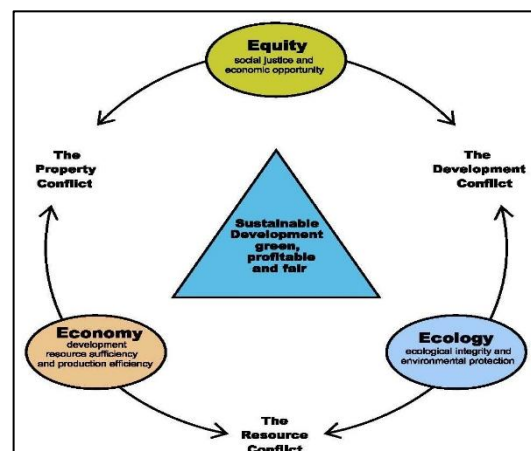 Equity
social justice and
economic opportunity
The
Property
Conflict
The
Development
Conflict
Sustainable
Development
green,
profitable
and fair
Economy
development
resource sufficiency
and production efficiency
Ecology
ecological integrity and
environmental protection
The
Resource
Conflict